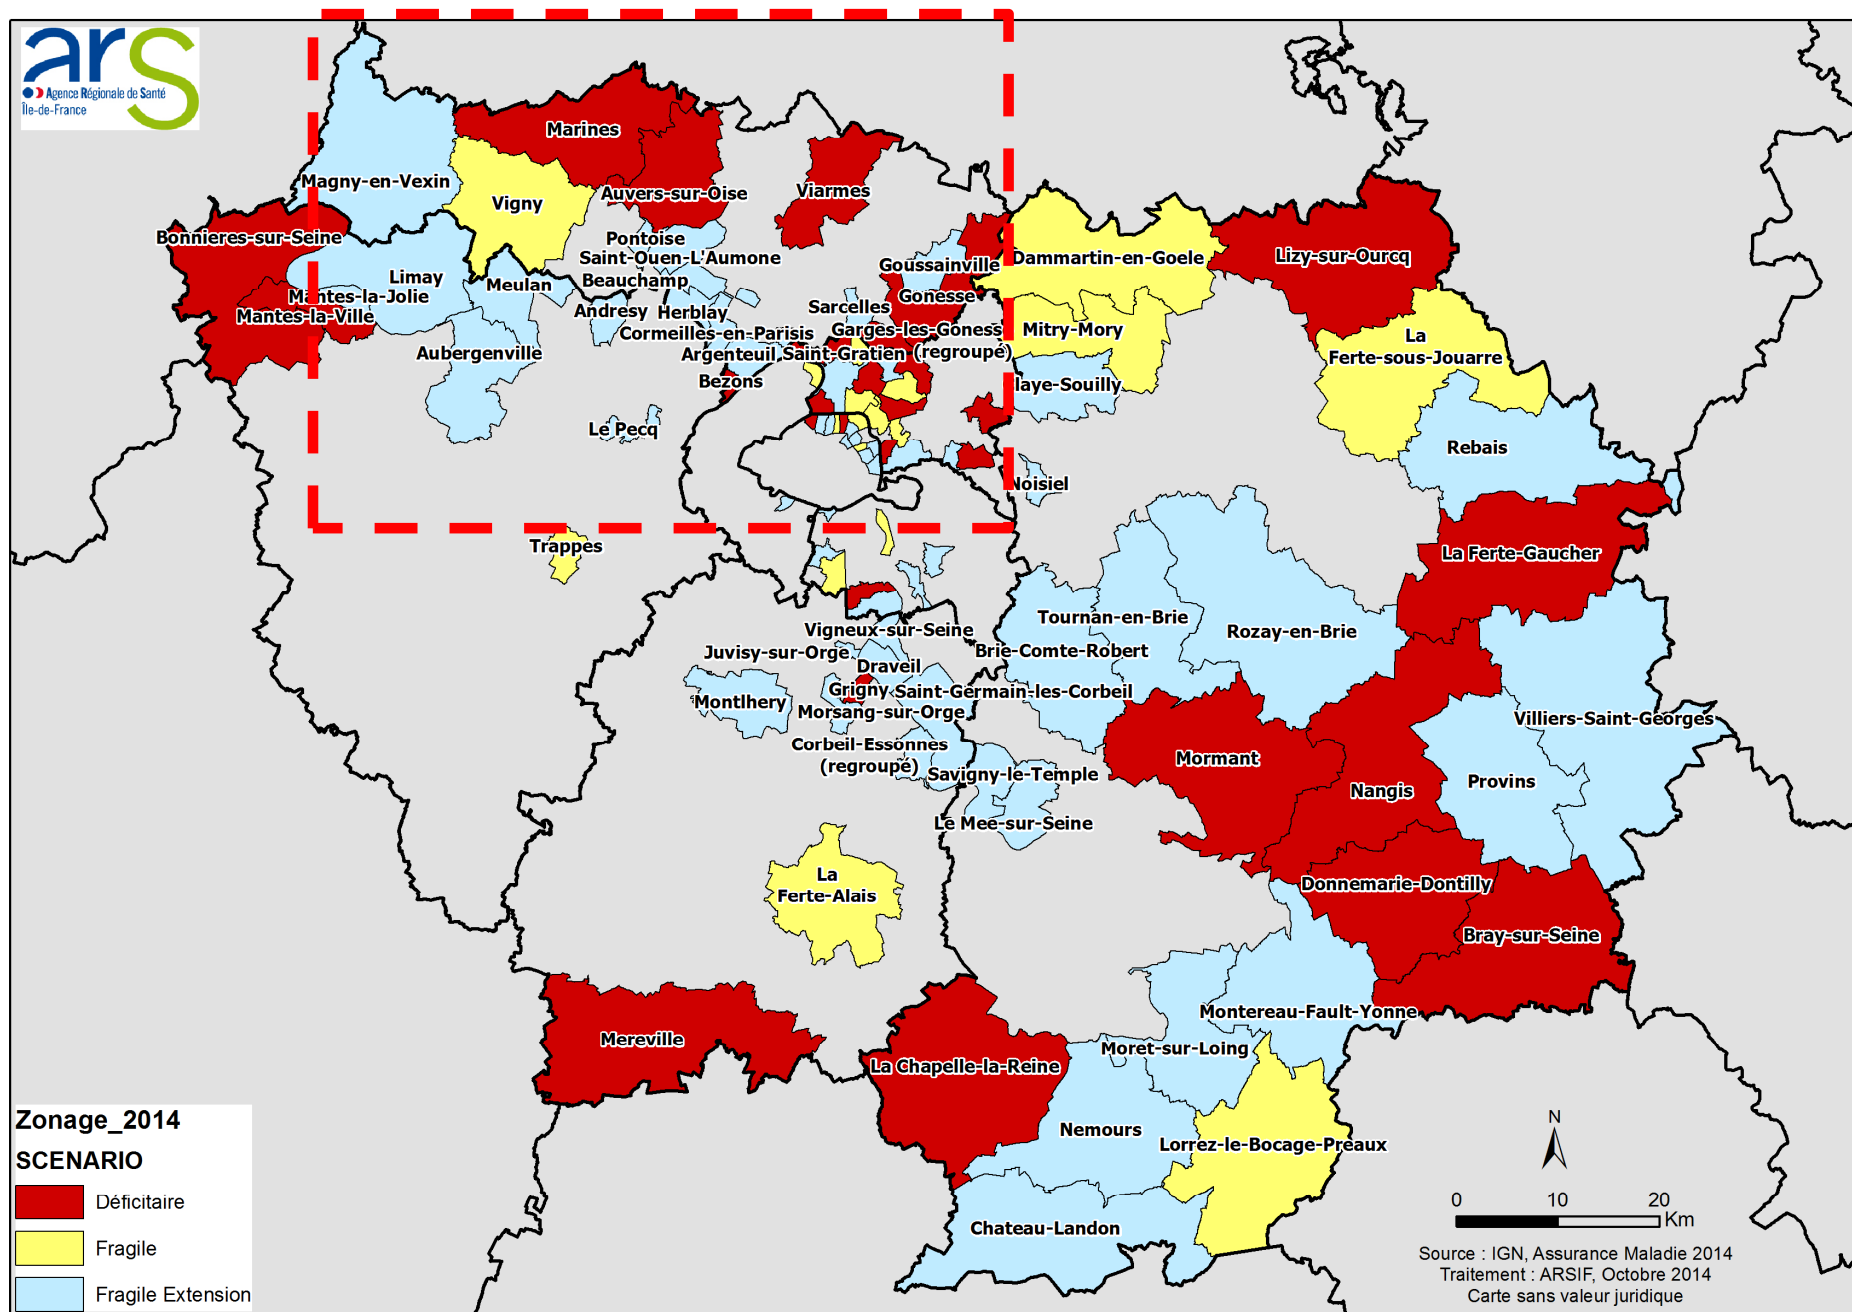 ars
Agence Régionale de Santé
Île-de-France
Marines
Magny-en-Vexin
Vigny
Auvers-sur-Oise
Viarmes
Bonnieres-sur-Seine
Pontoise
Saint-Ouen-L'Aumone
Beauchamp
Limay
Meulan
Mantes-la-Jolie
Mantes-la-Ville
Andresy
Herblay
Cormeilles-en-Parisis
Aubergenville
Argenteuil
Saint-Gratien
(regroupé)
Bezons
Le Pecq
Goussainville
Gonesse
Sarcelles
Garges-les-Goness
Dammartin-en-Goele
Lizy-sur-Ourcq
Mitry-Mory
La
Ferte-sous-Jouarre
laye-Souilly
Rebais
Noisiel
La Ferte-Gaucher
Trappes
Tournan-en-Brie
Rozay-en-Brie
Brie-Comte-Robert
Vigneux-sur-Seine
Juvisy-sur-Orge
Draveil
Grigny
Saint-Germain-les-Corbeil
Montlhery
Morsang-sur-Orge
Corbeil-Essonnes
(regroupé)
Savigny-le-Temple
Le Mee-sur-Seine
Mormant
Nangis
Villiers-Saint-Georges
Provins
La
Ferte-Alais
Donnemarie-Dontilly
Bray-sur-Seine
Montereau-Fault-Yonne
Mereville
La Chapelle-la-Reine
Moret-sur-Loing
Nemours
Lorrez-le-Bocage-Preaux
Chateau-Landon
Zonage_2014
SCENARIO
Déficitaire
Fragile
Fragile Extension
N
0 10 20
Km
Source : IGN, Assurance Maladie 2014
Traitement : ARSIF, Octobre 2014
Carte sans valeur juridique